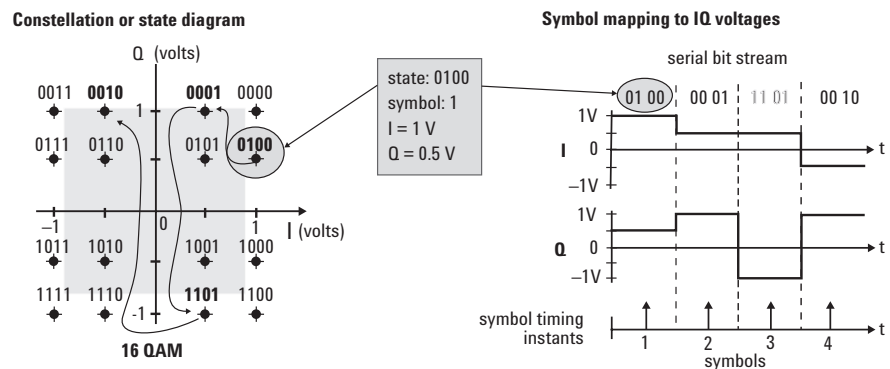 Constellation or state diagram
Q (volts)
0011 0010 0001 0000
1
0111 0110 0101 0100
–1 0 1 I (volts)
1011 1010 1001 1000
1111 1110 1101 1100
-1
16 QAM
state: 0100
symbol: 1
I = 1 V
Q = 0.5 V
Symbol mapping to IQ voltages
serial bit stream
01 00 00 01 11 01 00 10
1V
I 0 t
–1V
1V
Q 0 t
–1V
symbol timing
instants
t
1 2 3 4
symbols